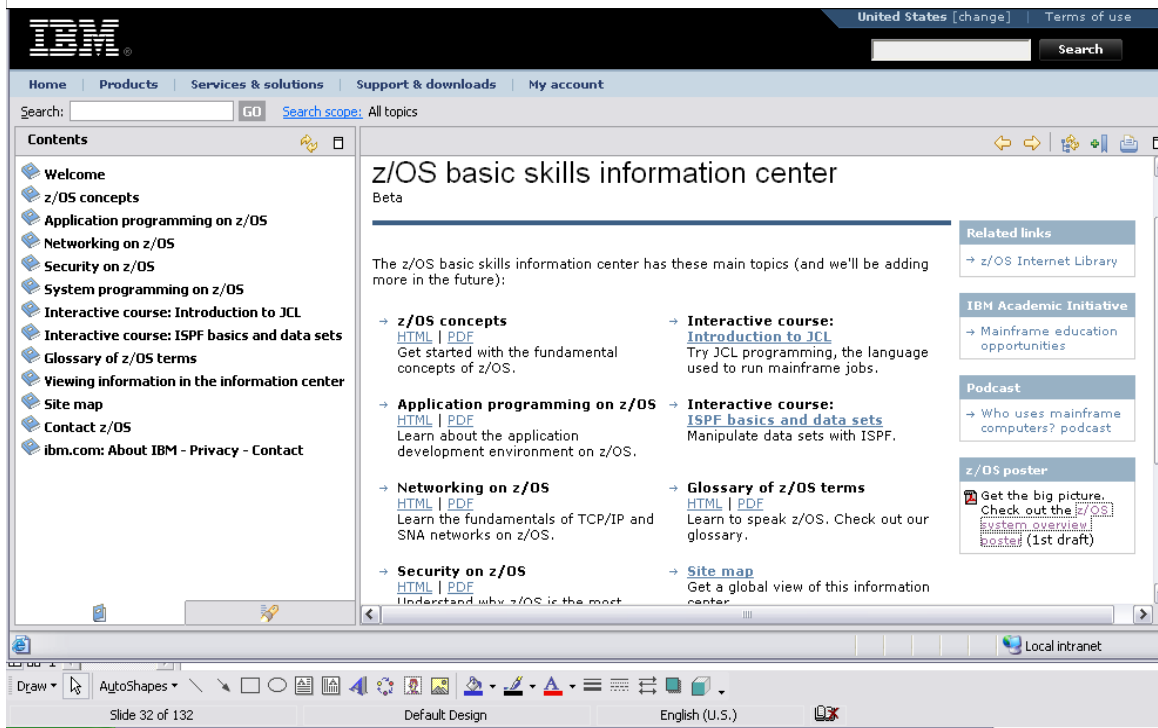 United States [change] | Terms of use
IBM®
Search
Home | Products | Services & solutions | Support & downloads | My account
Search: GO Search scope: All topics
Contents
Welcome
z/OS concepts
Application programming on z/OS
Networking on z/OS
Security on z/OS
System programming on z/OS
Interactive course: Introduction to JCL
Interactive course: ISPF basics and data sets
Glossary of z/OS terms
Viewing information in the information center
Site map
Contact z/OS
ibm.com: About IBM - Privacy - Contact
z/OS basic skills information center
Beta
The z/OS basic skills information center has these main topics (and we'll be adding
more in the future):
→ z/OS concepts
HTML | PDF
Get started with the fundamental
concepts of z/OS.
→ Application programming on z/OS
HTML | PDF
Learn about the application
development environment on z/OS.
→ Networking on z/OS
HTML | PDF
Learn the fundamentals of TCP/IP and
SNA networks on z/OS.
→ Security on z/OS
HTML | PDF
Understand why z/OS is the most
→ Interactive course:
Introduction to JCL
Try JCL programming, the language
used to run mainframe jobs.
→ Interactive course:
ISPF basics and data sets
Manipulate data sets with ISPF.
→ Glossary of z/OS terms
HTML | PDF
Learn to speak z/OS. Check out our
glossary.
→ Site map
Get a global view of this information
center
Related links
→ z/OS Internet Library
IBM Academic Initiative
→ Mainframe education
opportunities
Podcast
→ Who uses mainframe
computers? podcast
z/OS poster
Get the big picture.
Check out the z/OS
system overview
poster (1st draft)
Local intranet
Draw AutoShapes
Slide 32 of 132
Default Design
English (U.S.)